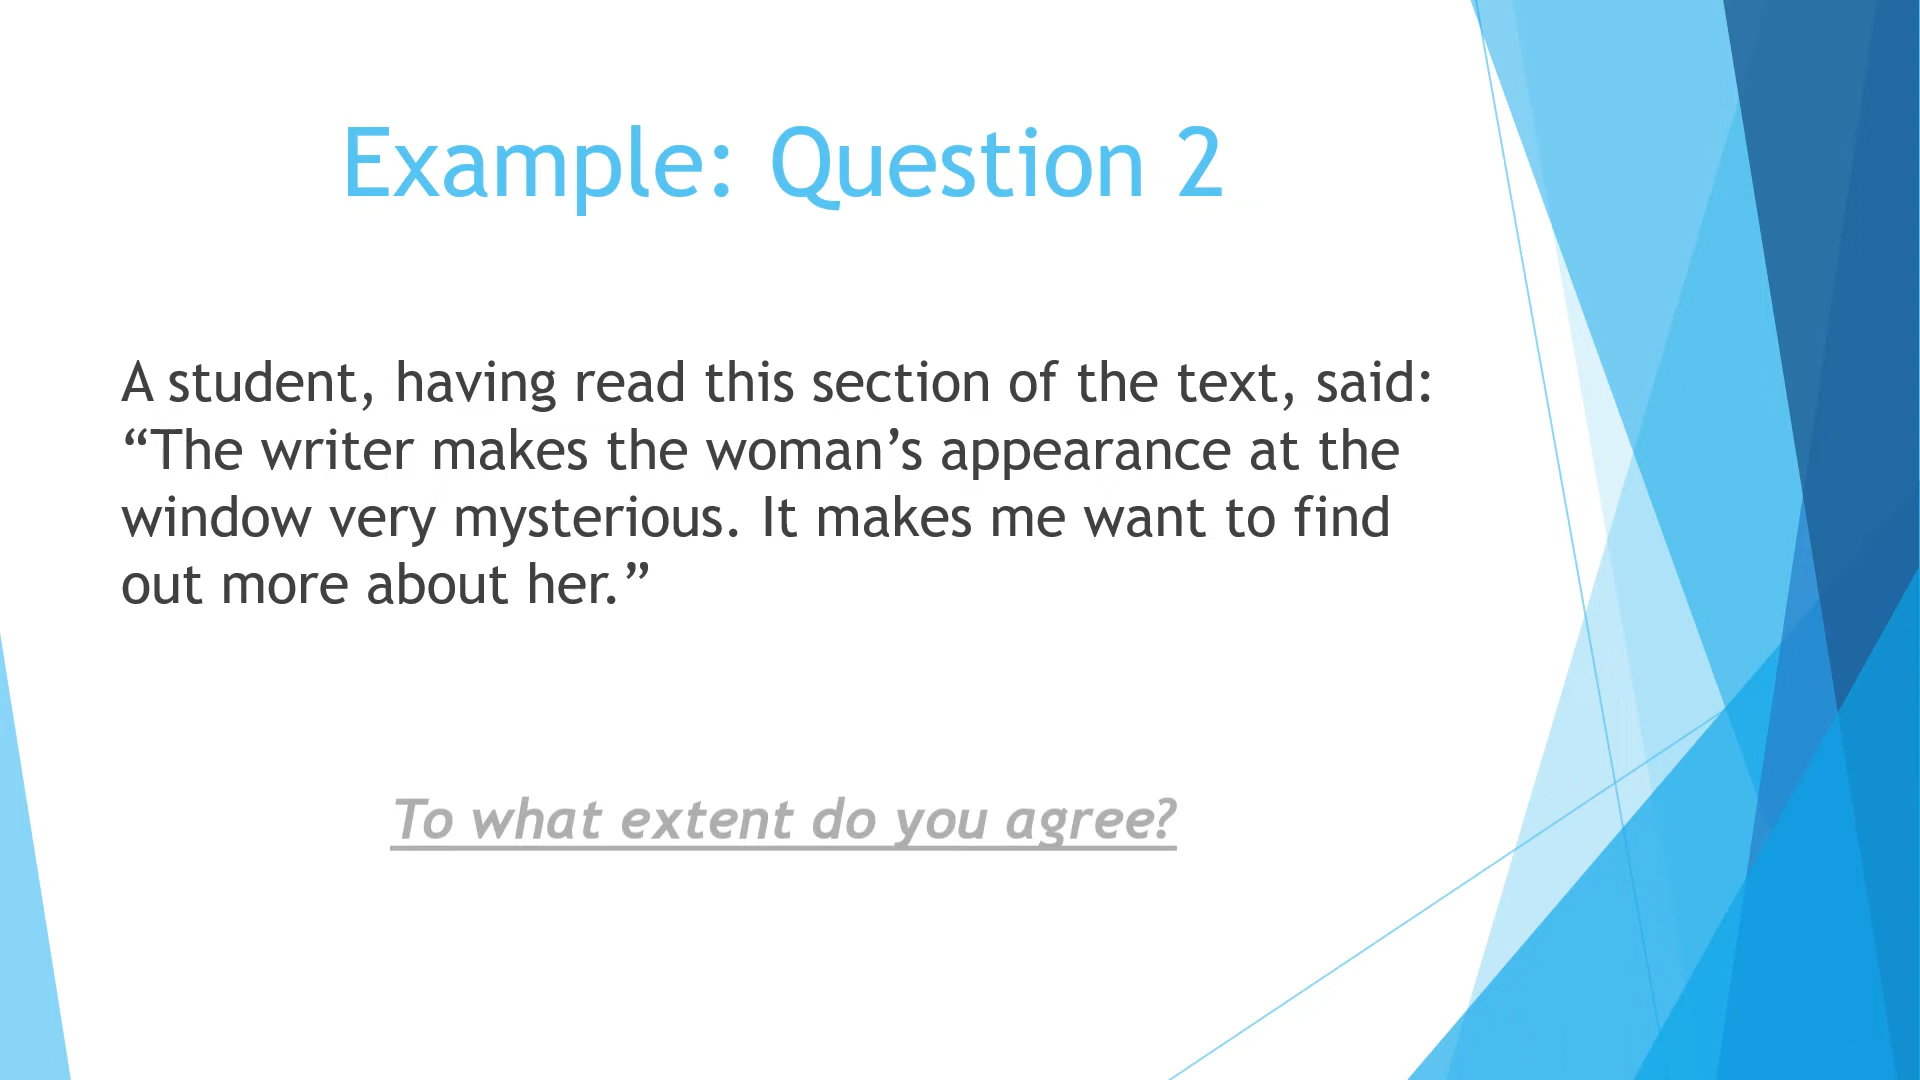 Example: Question 2
A student, having read this section of the text, said:
“The writer makes the woman’s appearance at the
window very mysterious. It makes me want to find
out more about her.”
To what extent do you agree?